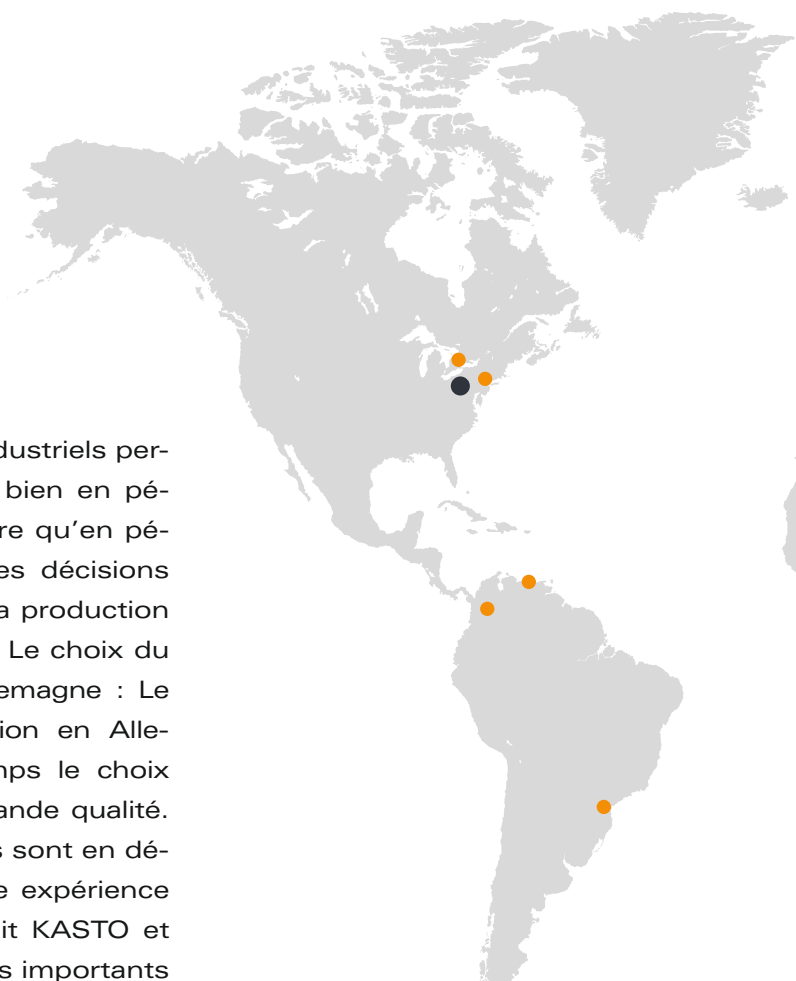 dustriels per-
bien en pé-
re qu’en pé-
es décisions
a production
Le choix du
lemagne : Le
ion en Alle-
mps le choix
ande qualité.
s sont en dé-
e expérience
it KASTO et
s importants